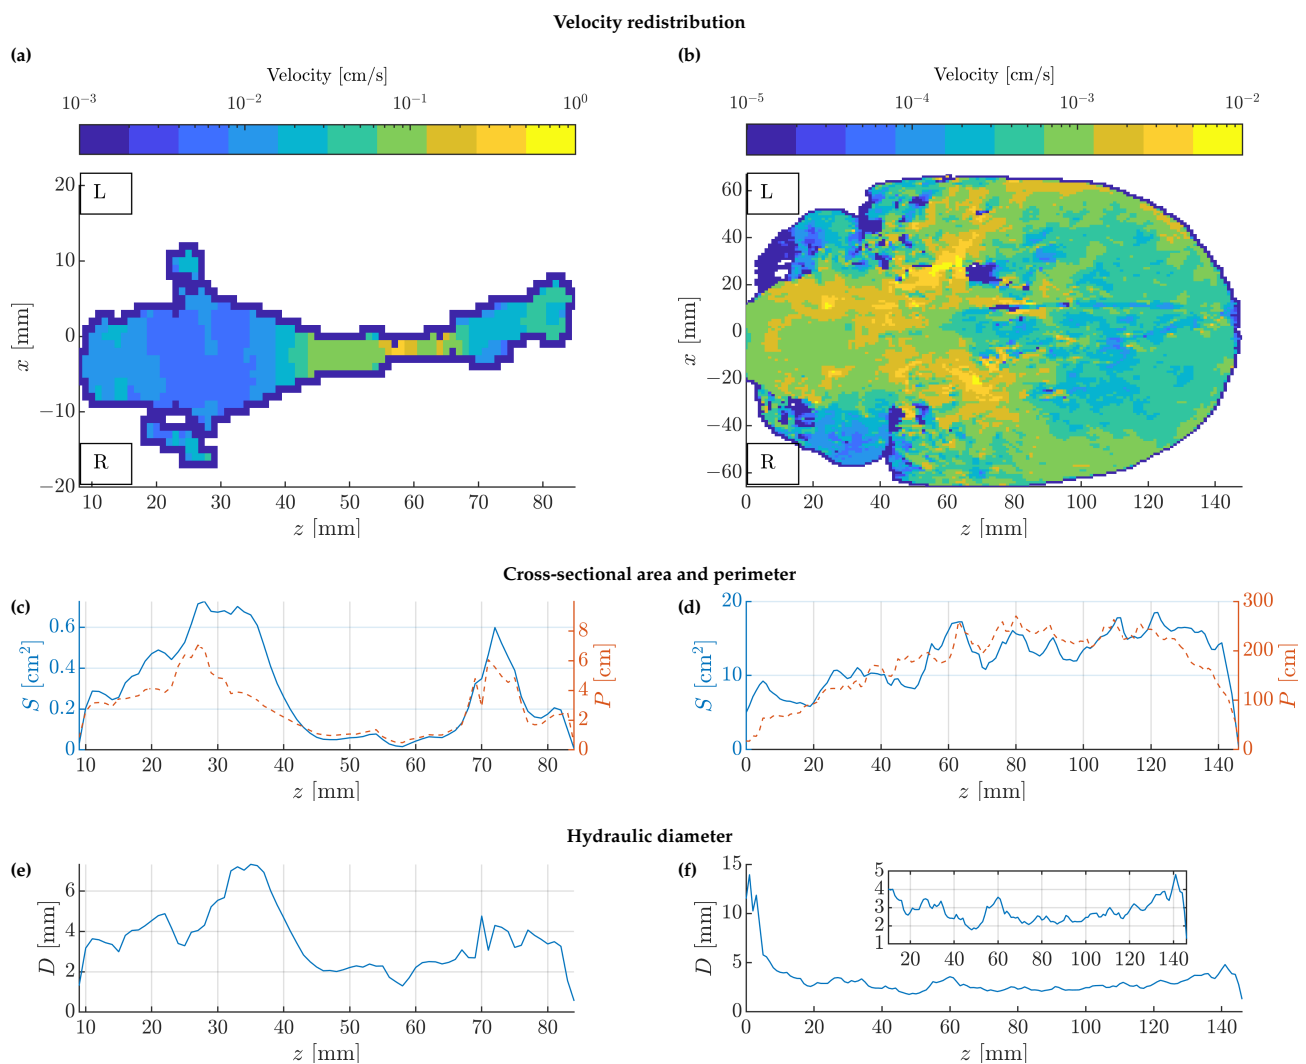 Velocity redistribution
(a)
Velocity [cm/s]
10⁻³ 10⁻² 10⁻¹ 10⁰
20
10
0
−10
−20
x [mm]
L
R
10 20 30 40 50 60 70 80
z [mm]
(b)
Velocity [cm/s]
10⁻⁵ 10⁻⁴ 10⁻³ 10⁻²
60
40
20
0
−20
−40
−60
x [mm]
L
R
0 20 40 60 80 100 120 140
z [mm]
Cross-sectional area and perimeter
(c)
0.6
0.4
0.2
0
S [cm²]
8
6
4
2
0
P [cm]
10 20 30 40 50 60 70 80
z [mm]
(d)
20
10
0
S [cm²]
300
200
100
0
P [cm]
0 20 40 60 80 100 120 140
z [mm]
Hydraulic diameter
(e)
6
4
2
0
D [mm]
10 20 30 40 50 60 70 80
z [mm]
(f)
15
10
5
0
D [mm]
5
4
3
2
1
20 40 60 80 100 120 140
0 20 40 60 80 100 120 140
z [mm]